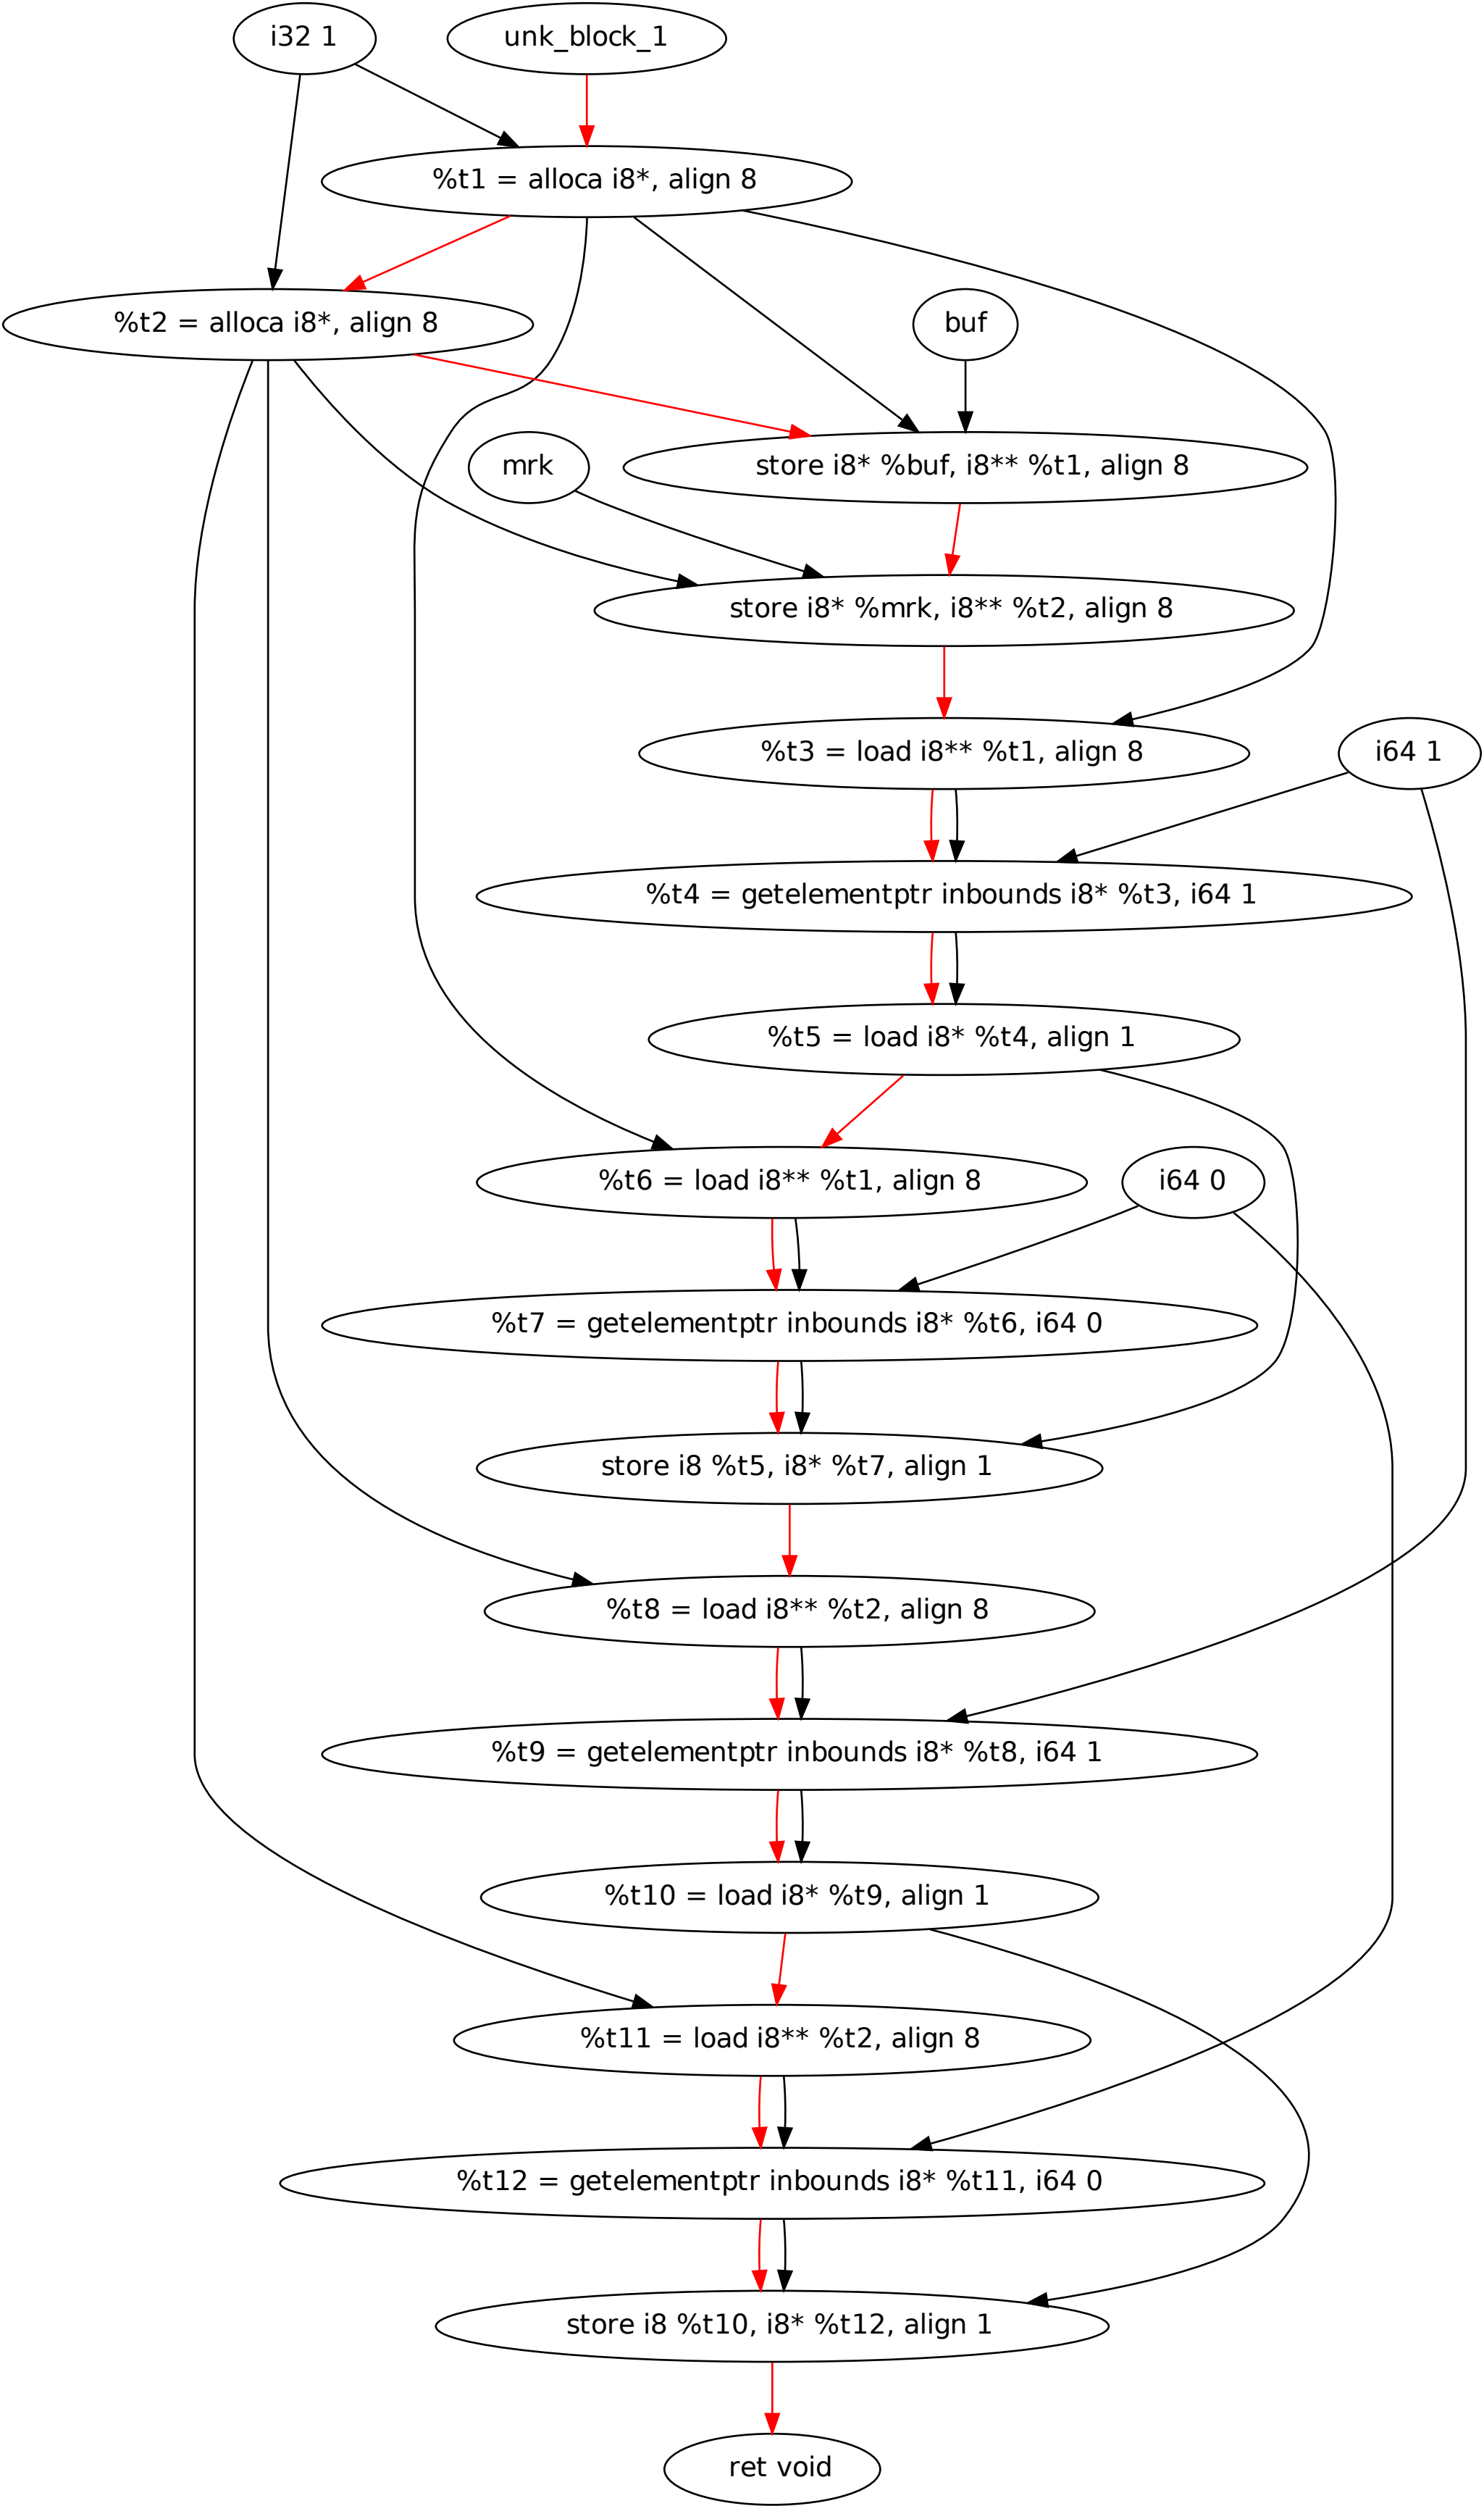 i32 1
unk_block_1
%t1 = alloca i8*, align 8
%t2 = alloca i8*, align 8
buf
mrk
store i8* %buf, i8** %t1, align 8
store i8* %mrk, i8** %t2, align 8
%t3 = load i8** %t1, align 8
i64 1
%t4 = getelementptr inbounds i8* %t3, i64 1
%t5 = load i8* %t4, align 1
%t6 = load i8** %t1, align 8
i64 0
%t7 = getelementptr inbounds i8* %t6, i64 0
store i8 %t5, i8* %t7, align 1
%t8 = load i8** %t2, align 8
%t9 = getelementptr inbounds i8* %t8, i64 1
%t10 = load i8* %t9, align 1
%t11 = load i8** %t2, align 8
%t12 = getelementptr inbounds i8* %t11, i64 0
store i8 %t10, i8* %t12, align 1
ret void